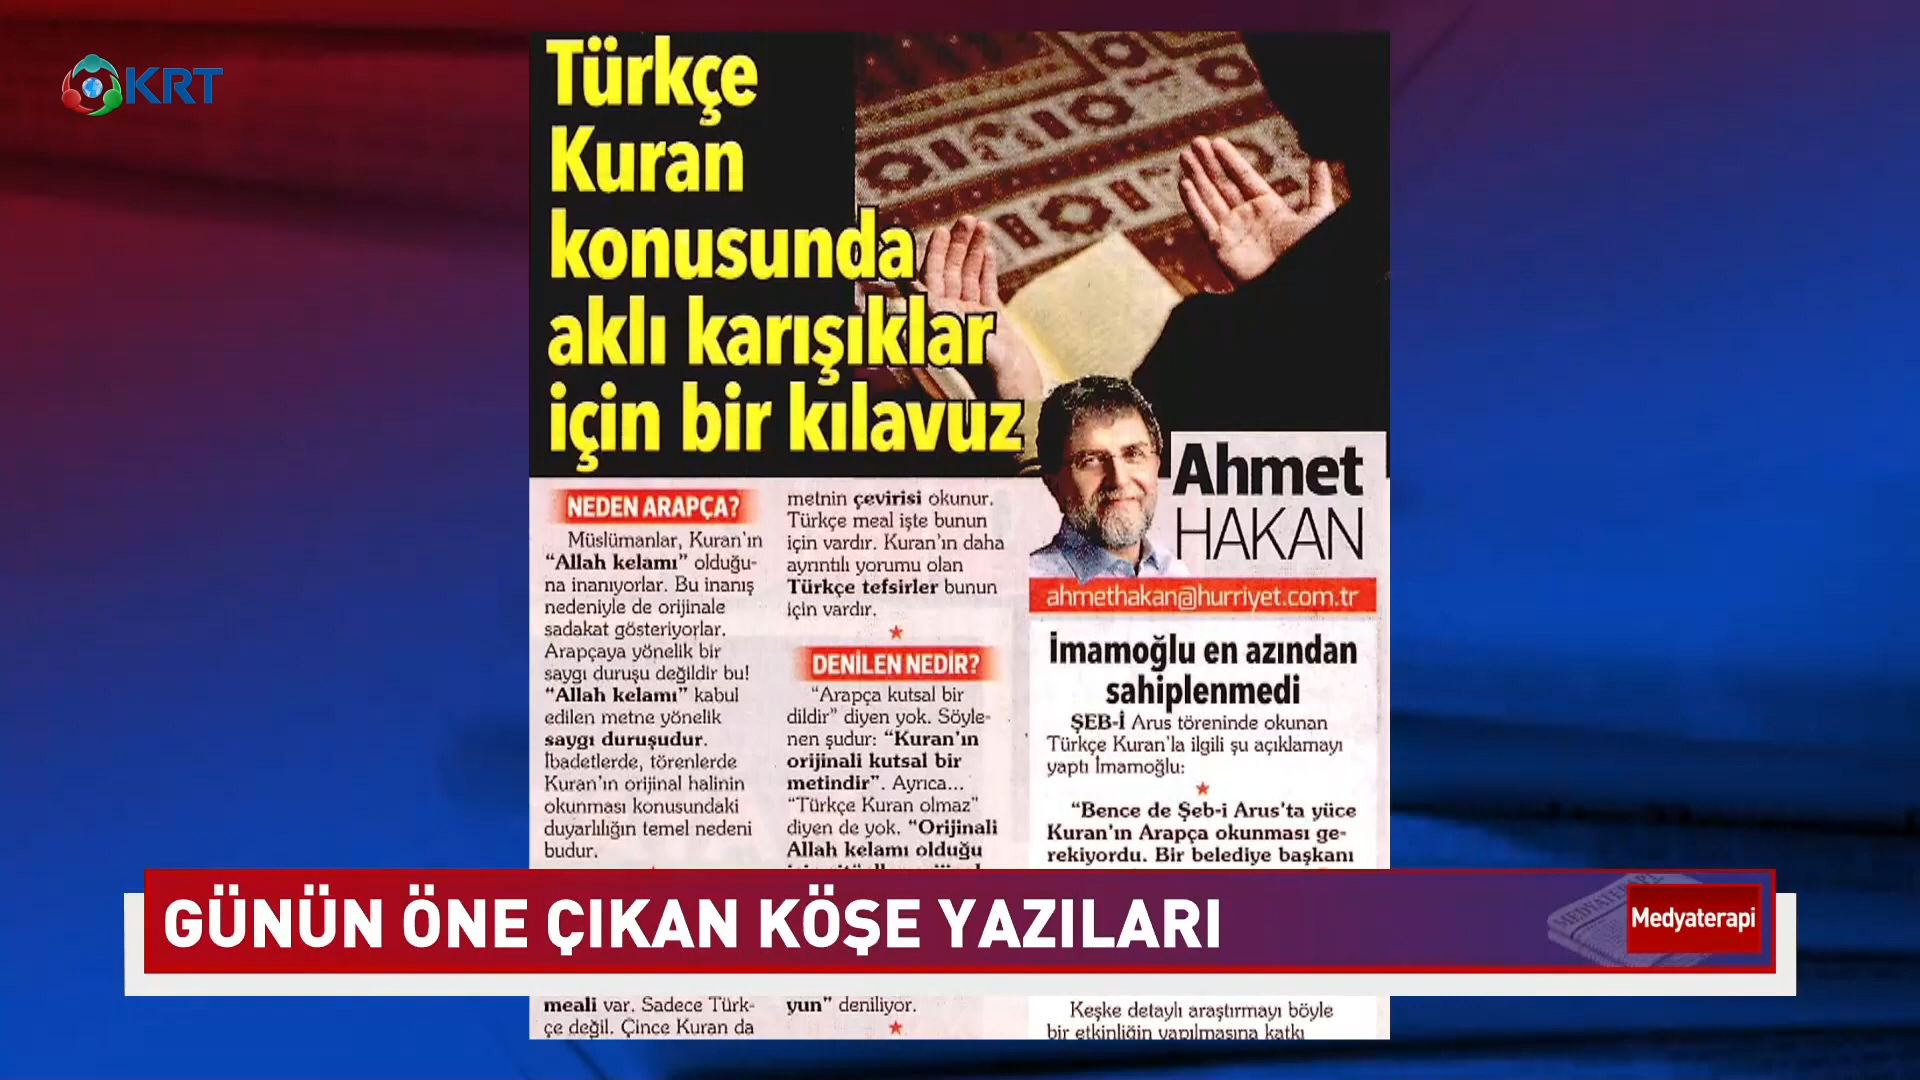 KRT
Türkçe
Kuran
konusunda
aklı karışıklar
için bir kılavuz
NEDEN ARAPÇA?
Müslümanlar, Kuran’ın
“Allah kelamı” olduğu-
na inanıyorlar. Bu inanış
nedeniyle de orijinale
sadakat gösteriyorlar.
Arapçaya yönelik bir
saygı duruşu değildir bu!
“Allah kelamı” kabul
edilen metne yönelik
saygı duruşudur.
İbadetlerde, törenlerde
Kuran’ın orijinal halinin
okunması konusundaki
duyarlılığın temel nedeni
budur.
meali var. Sadece Türk-
çe değil. Çince Kuran da
metnin çevirisi okunur.
Türkçe meal işte bunun
için vardır. Kuran’ın daha
ayrıntılı yorumu olan
Türkçe tefsirler bunun
için vardır.
DENİLEN NEDİR?
“Arapça kutsal bir
dildir” diyen yok. Söyle-
nen şudur: “Kuran’ın
orijinali kutsal bir
metindir”. Ayrıca...
“Türkçe Kuran olmaz”
diyen de yok. “Orijinali
Allah kelamı olduğu
yun” deniliyor.
Ahmet
HAKAN
ahmethakan@hurriyet.com.tr
İmamoğlu en azından
sahiplenmedi
ŞEB-İ Arus töreninde okunan
Türkçe Kuran’la ilgili şu açıklamayı
yaptı İmamoğlu:
“Bence de Şeb-i Arus’ta yüce
Kuran’ın Arapça okunması ge-
rekiyordu. Bir belediye başkanı
Keşke detaylı araştırmayı böyle
bir etkinliğin yapılmasına katkı
GÜNÜN ÖNE ÇIKAN KÖŞE YAZILARI
MEDYATERAPİ
Medyaterapi